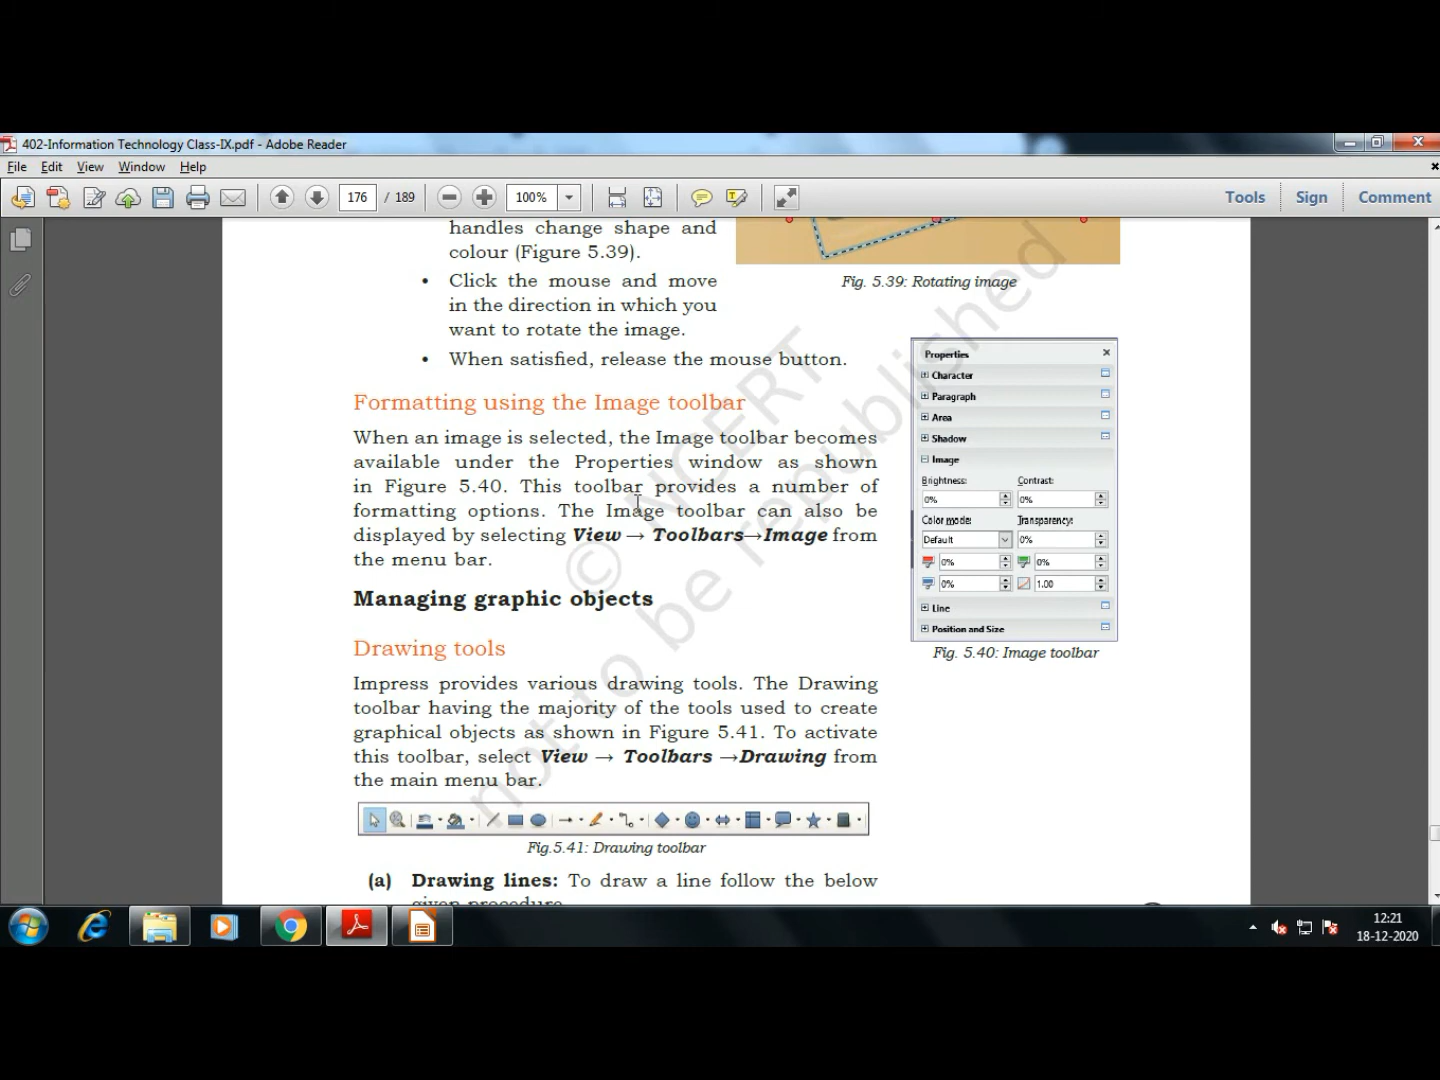 402-Information Technology Class-IX.pdf - Adobe Reader
File Edit View Window Help
176 / 189 100% Tools Sign Comment
handles change shape and
colour (Figure 5.39).
• Click the mouse and move
in the direction in which you
want to rotate the image.
• When satisfied, release the mouse button.
Fig. 5.39: Rotating image
Formatting using the Image toolbar
When an image is selected, the Image toolbar becomes
available under the Properties window as shown
in Figure 5.40. This toolbar provides a number of
formatting options. The Image toolbar can also be
displayed by selecting View → Toolbars→Image from
the menu bar.
Properties
Character
Paragraph
Area
Shadow
Image
Brightness: Contrast:
0% 0%
Color mode: Transparency:
Default 0%
0% 0%
0% 1.00
Line
Position and Size
Fig. 5.40: Image toolbar
Managing graphic objects
Drawing tools
Impress provides various drawing tools. The Drawing
toolbar having the majority of the tools used to create
graphical objects as shown in Figure 5.41. To activate
this toolbar, select View → Toolbars →Drawing from
the main menu bar.
Fig.5.41: Drawing toolbar
(a) Drawing lines: To draw a line follow the below
given procedure
© NCERT
not to be republished
12:21
18-12-2020